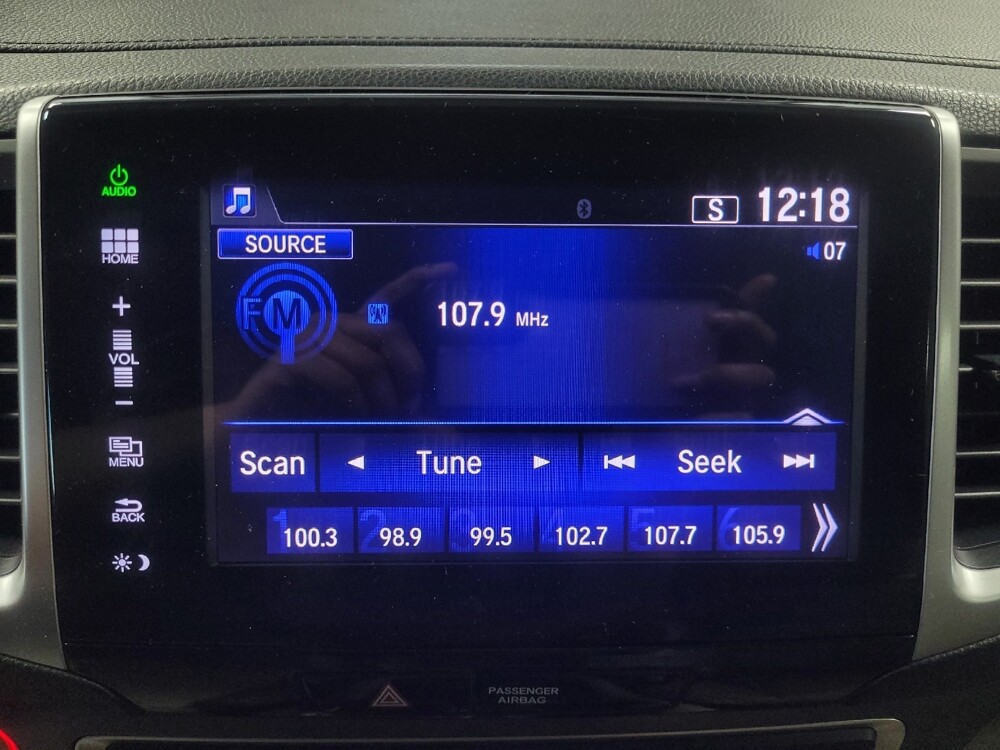 AUDIO
HOME
+
VOL
−
MENU
BACK
S 12:18
SOURCE
07
FM
107.9 MHz
Scan Tune Seek
1 2 3 4 5 6
100.3 98.9 99.5 102.7 107.7 105.9
PASSENGER
AIRBAG